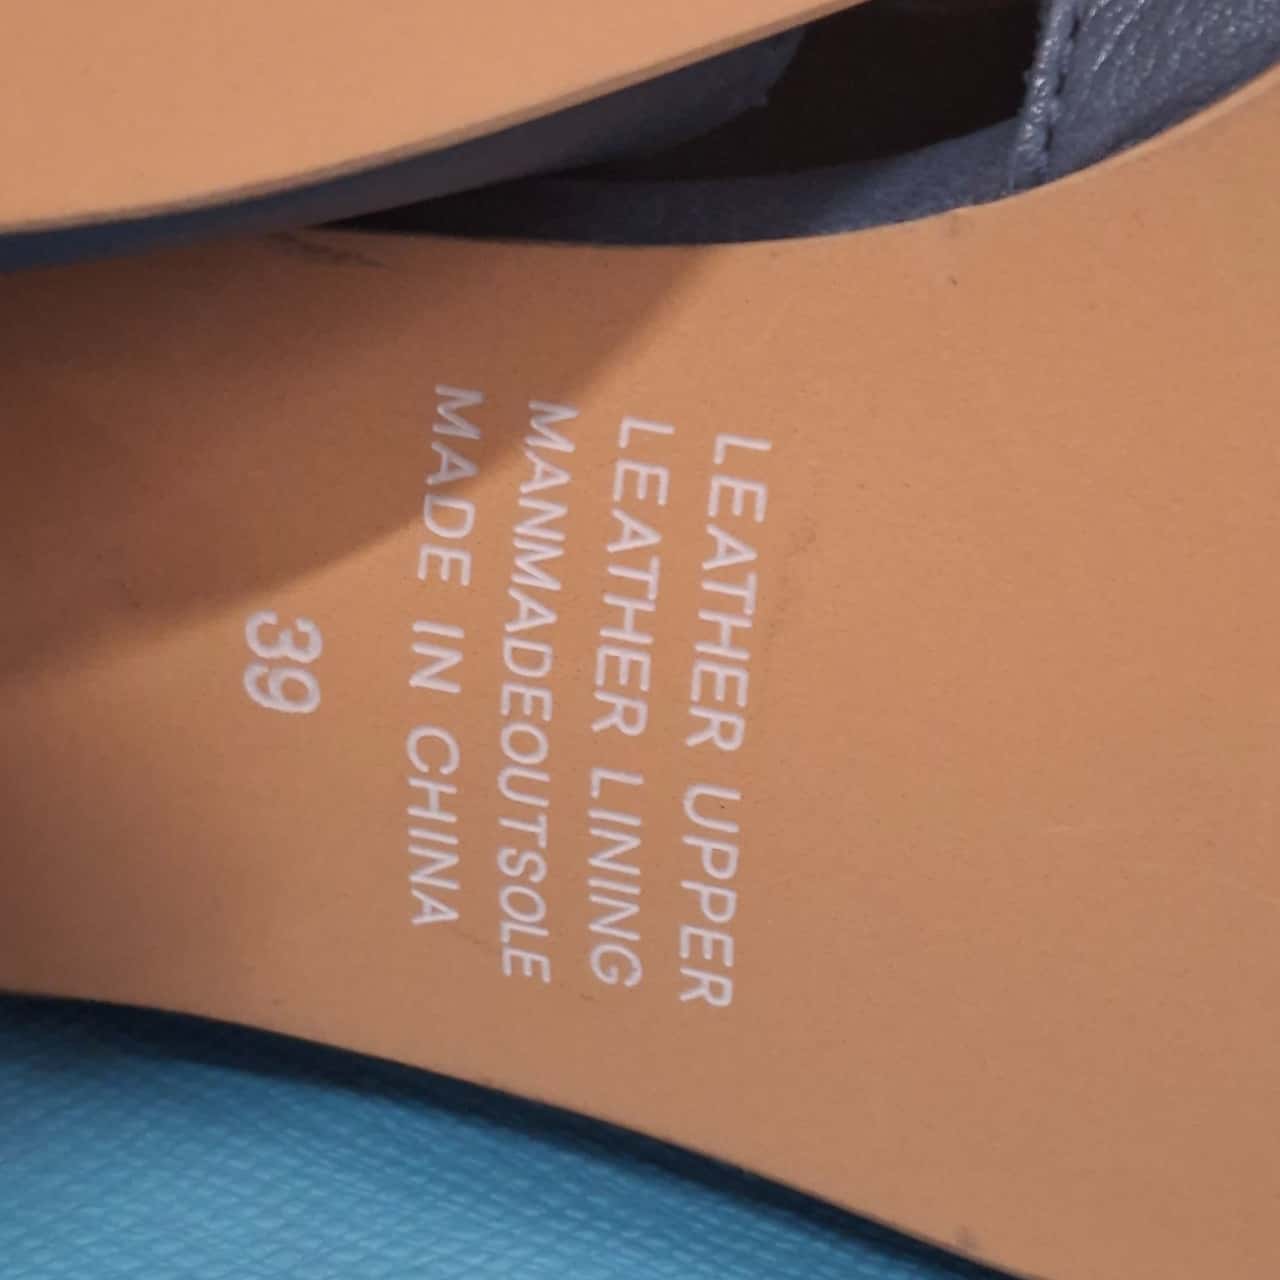 LEATHER UPPER
LEATHER LINING
MANMADEOUTSOLE
MADE IN CHINA
39